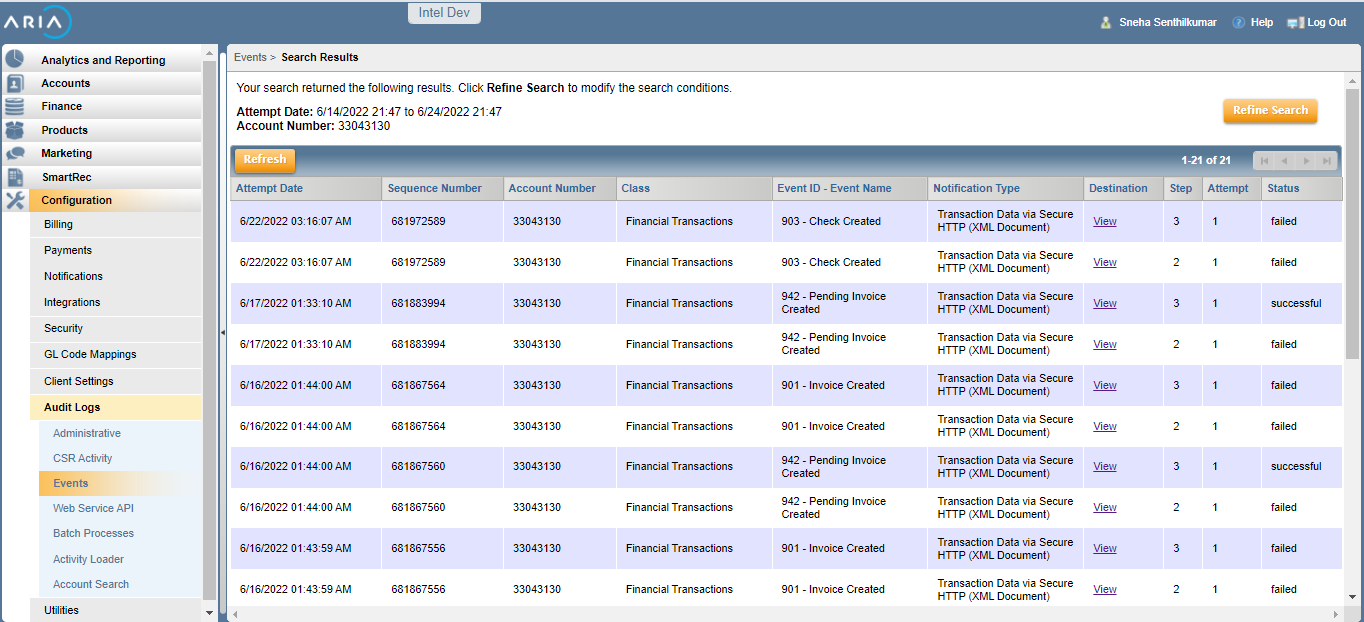 ARIA
Intel Dev
Sneha Senthilkumar Help Log Out
Analytics and Reporting
Accounts
Finance
Products
Marketing
SmartRec
Configuration
Billing
Payments
Notifications
Integrations
Security
GL Code Mappings
Client Settings
Audit Logs
Administrative
CSR Activity
Events
Web Service API
Batch Processes
Activity Loader
Account Search
Utilities
Events > Search Results
Your search returned the following results. Click Refine Search to modify the search conditions.
Attempt Date: 6/14/2022 21:47 to 6/24/2022 21:47
Account Number: 33043130
Refine Search
Refresh
1-21 of 21
Attempt Date Sequence Number Account Number Class Event ID - Event Name Notification Type Destination Step Attempt Status
6/22/2022 03:16:07 AM 681972589 33043130 Financial Transactions 903 - Check Created Transaction Data via Secure HTTP (XML Document) View 3 1 failed
6/22/2022 03:16:07 AM 681972589 33043130 Financial Transactions 903 - Check Created Transaction Data via Secure HTTP (XML Document) View 2 1 failed
6/17/2022 01:33:10 AM 681883994 33043130 Financial Transactions 942 - Pending Invoice Created Transaction Data via Secure HTTP (XML Document) View 3 1 successful
6/17/2022 01:33:10 AM 681883994 33043130 Financial Transactions 942 - Pending Invoice Created Transaction Data via Secure HTTP (XML Document) View 2 1 failed
6/16/2022 01:44:00 AM 681867564 33043130 Financial Transactions 901 - Invoice Created Transaction Data via Secure HTTP (XML Document) View 3 1 failed
6/16/2022 01:44:00 AM 681867564 33043130 Financial Transactions 901 - Invoice Created Transaction Data via Secure HTTP (XML Document) View 2 1 failed
6/16/2022 01:44:00 AM 681867560 33043130 Financial Transactions 942 - Pending Invoice Created Transaction Data via Secure HTTP (XML Document) View 3 1 successful
6/16/2022 01:44:00 AM 681867560 33043130 Financial Transactions 942 - Pending Invoice Created Transaction Data via Secure HTTP (XML Document) View 2 1 failed
6/16/2022 01:43:59 AM 681867556 33043130 Financial Transactions 901 - Invoice Created Transaction Data via Secure HTTP (XML Document) View 3 1 failed
6/16/2022 01:43:59 AM 681867556 33043130 Financial Transactions 901 - Invoice Created Transaction Data via Secure HTTP (XML Document) View 2 1 failed